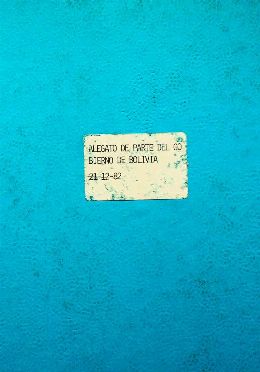 ALEGATO DE PARTE DEL GO
BIERNO DE BOLIVIA
21-12-82